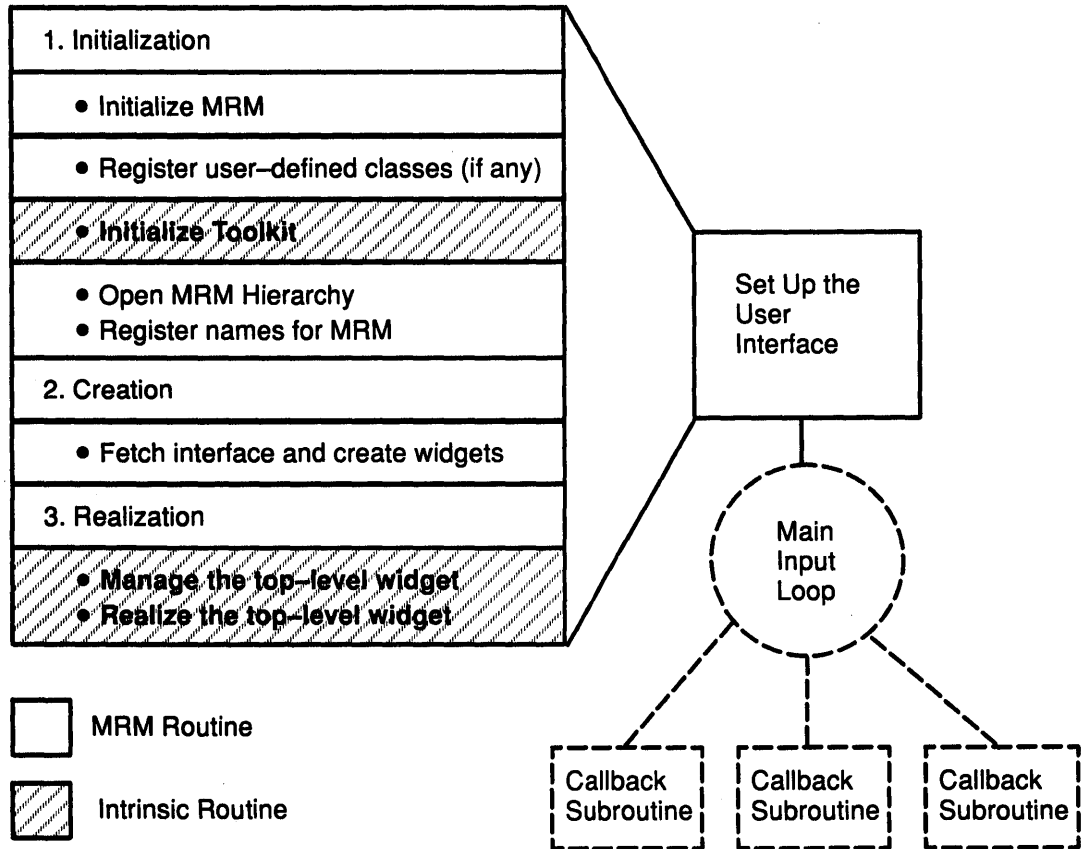 1. Initialization
• Initialize MRM
• Register user–defined classes (if any)
• Initialize Toolkit
• Open MRM Hierarchy
• Register names for MRM
2. Creation
• Fetch interface and create widgets
3. Realization
• Manage the top–level widget
• Realize the top–level widget
MRM Routine
Intrinsic Routine
Set Up the
User
Interface
Main
Input
Loop
Callback
Subroutine
Callback
Subroutine
Callback
Subroutine